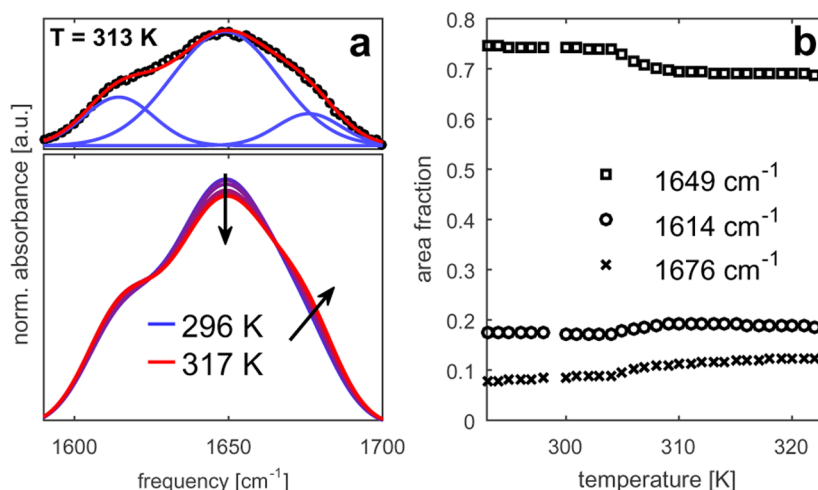 T = 313 K
a
norm. absorbance [a.u.]
296 K
317 K
1600
1650
1700
frequency [cm⁻¹]
b
0.8
0.7
0.6
0.5
0.4
0.3
0.2
0.1
0
area fraction
1649 cm⁻¹
1614 cm⁻¹
1676 cm⁻¹
300
310
320
temperature [K]